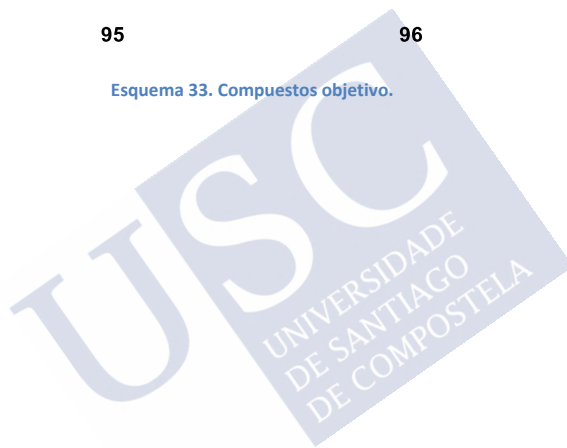 95 96
Esquema 33. Compuestos objetivo.
USC
UNIVERSIDADE
DE SANTIAGO
DE COMPOSTELA